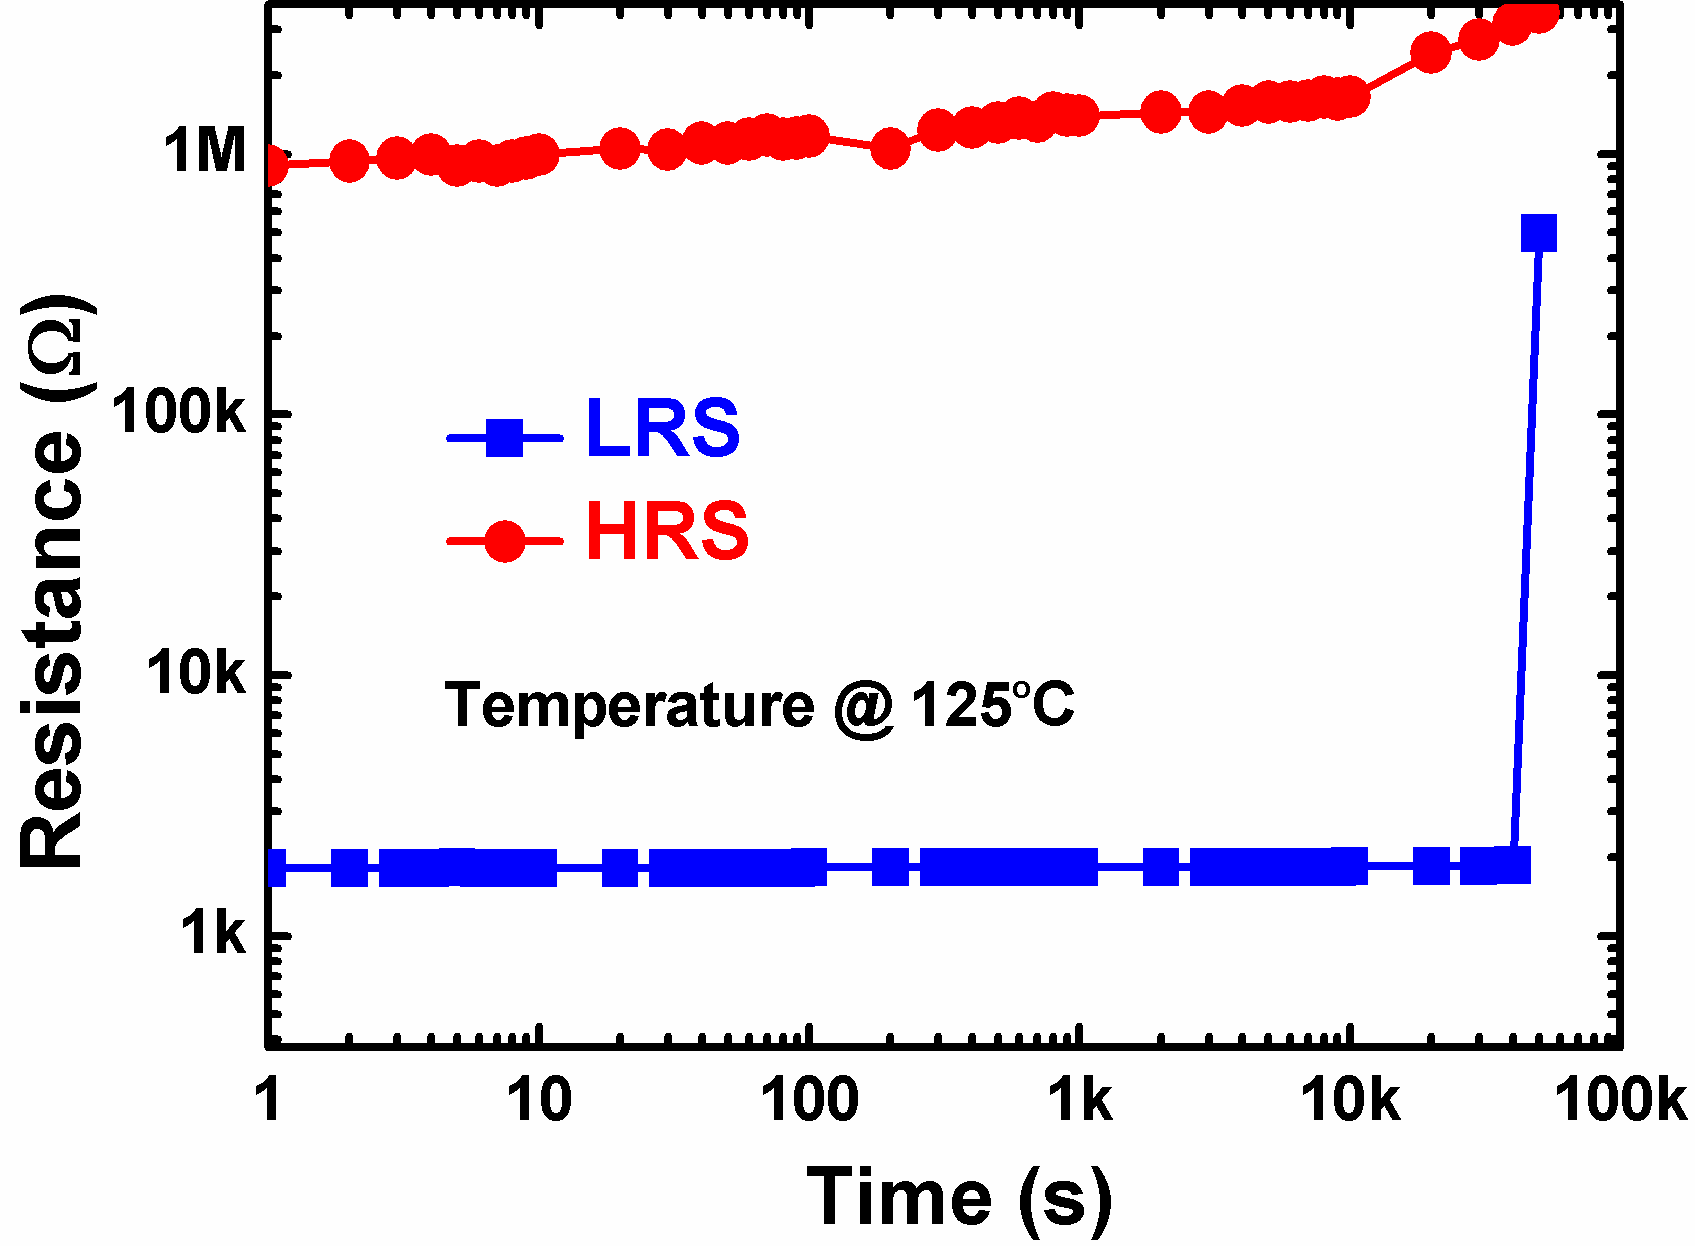 Resistance (Ω)
1M
100k
10k
1k
LRS
HRS
Temperature @ 125°C
1
10
100
1k
10k
100k
Time (s)